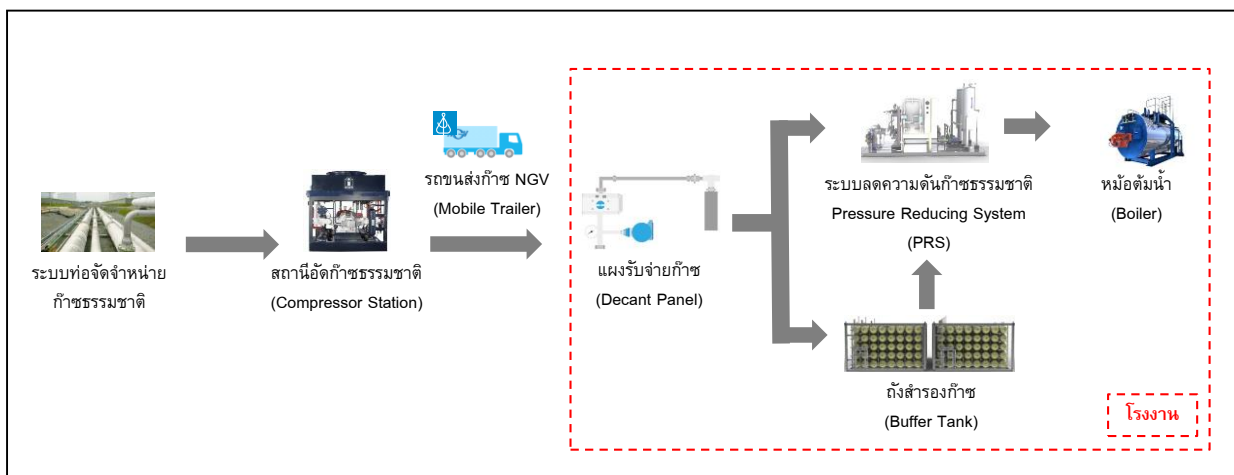 ระบบท่อจัดจำหน่าย
ก๊าซธรรมชาติ
สถานีอัดก๊าซธรรมชาติ
(Compressor Station)
รถขนส่งก๊าซ NGV
(Mobile Trailer)
แผงรับจ่ายก๊าซ
(Decant Panel)
ระบบลดความดันก๊าซธรรมชาติ
Pressure Reducing System
(PRS)
หม้อต้มน้ำ
(Boiler)
ถังสำรองก๊าซ
(Buffer Tank)
โรงงาน